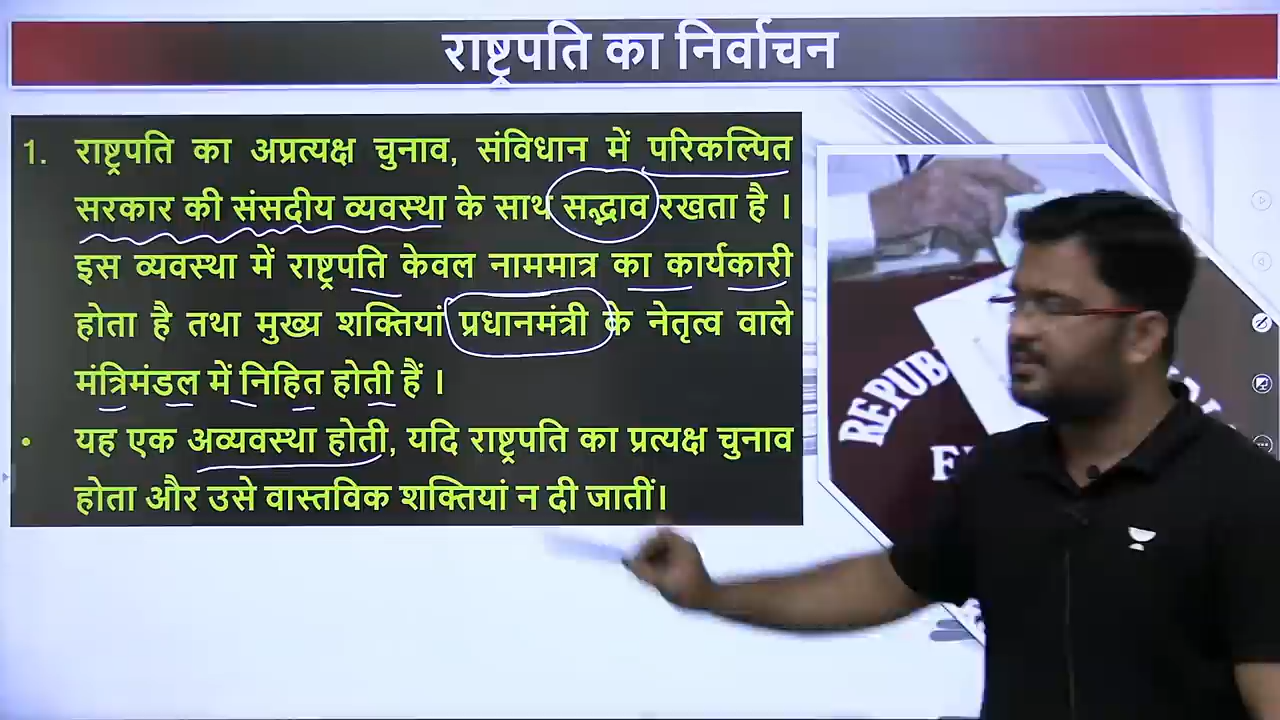 राष्ट्रपति का निर्वाचन
1. राष्ट्रपति का अप्रत्यक्ष चुनाव, संविधान में परिकल्पित
सरकार की संसदीय व्यवस्था के साथ सद्भाव रखता है ।
इस व्यवस्था में राष्ट्रपति केवल नाममात्र का कार्यकारी
होता है तथा मुख्य शक्तियां प्रधानमंत्री के नेतृत्व वाले
मंत्रिमंडल में निहित होती हैं ।
• यह एक अव्यवस्था होती, यदि राष्ट्रपति का प्रत्यक्ष चुनाव
होता और उसे वास्तविक शक्तियां न दी जातीं।